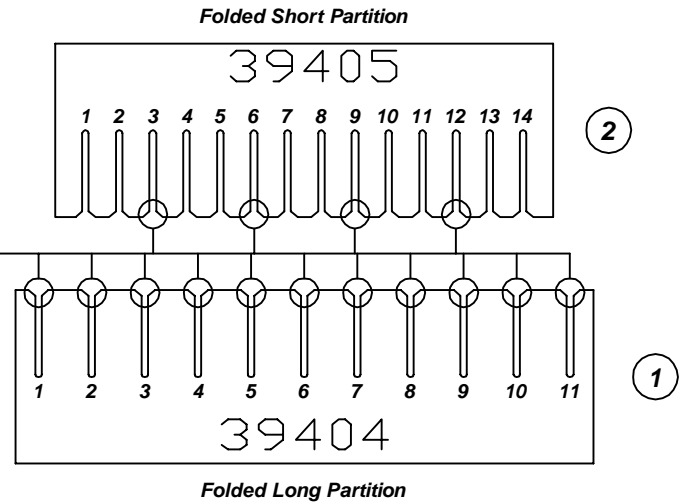 Folded Short Partition
39405
1 2 3 4 5 6 7 8 9 10 11 12 13 14
2
1 2 3 4 5 6 7 8 9 10 11
1
39404
Folded Long Partition